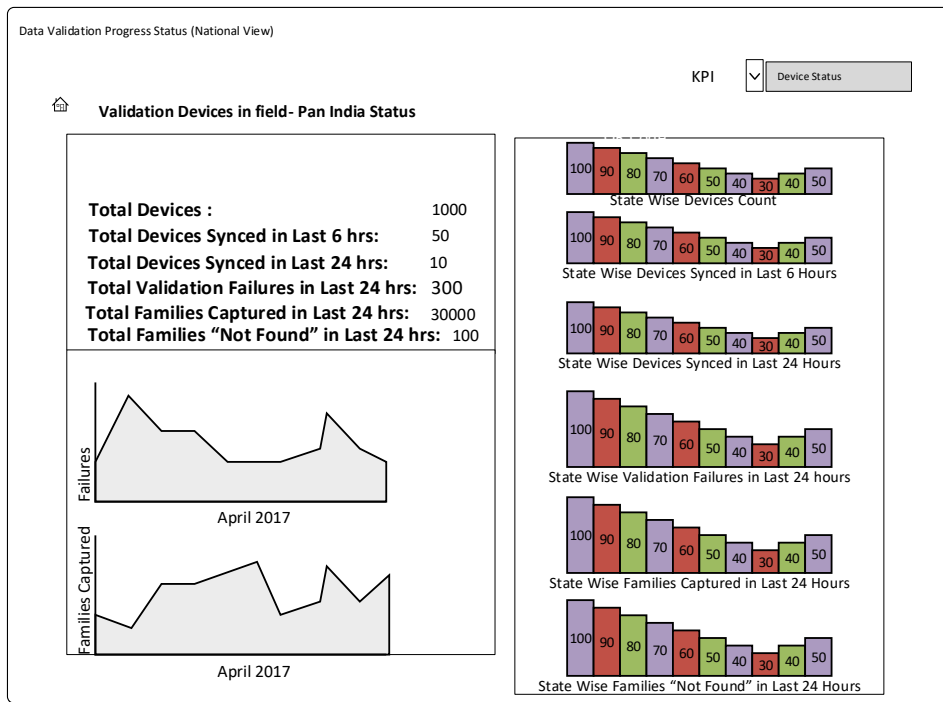 Data Validation Progress Status (National View)
KPI
Device Status
Validation Devices in field- Pan India Status
Total Devices : 1000
Total Devices Synced in Last 6 hrs: 50
Total Devices Synced in Last 24 hrs: 10
Total Validation Failures in Last 24 hrs: 300
Total Families Captured in Last 24 hrs: 30000
Total Families “Not Found” in Last 24 hrs: 100
Failures
April 2017
Families Captured
April 2017
100 90 80 70 60 50 40 30 40 50
State Wise Devices Count
100 90 80 70 60 50 40 30 40 50
State Wise Devices Synced in Last 6 Hours
100 90 80 70 60 50 40 30 40 50
State Wise Devices Synced in Last 24 Hours
100 90 80 70 60 50 40 30 40 50
State Wise Validation Failures in Last 24 hours
100 90 80 70 60 50 40 30 40 50
State Wise Families Captured in Last 24 Hours
100 90 80 70 60 50 40 30 40 50
State Wise Families “Not Found” in Last 24 Hours